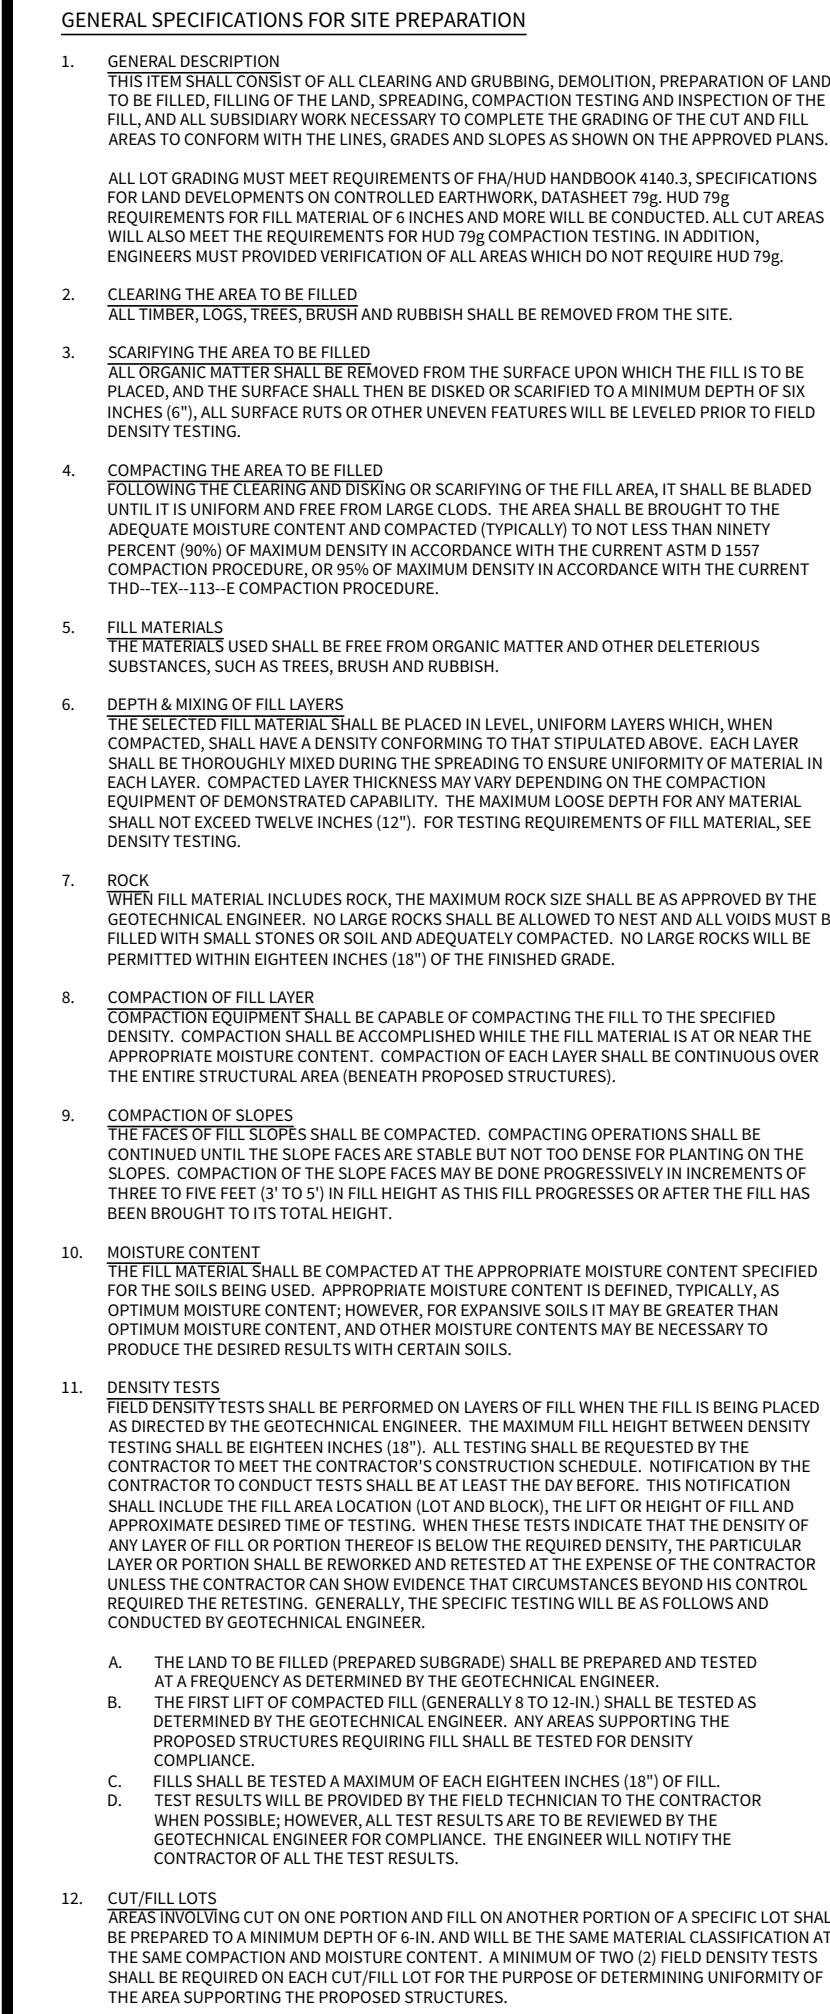 GENERAL SPECIFICATIONS FOR SITE PREPARATION
1. GENERAL DESCRIPTION
THIS ITEM SHALL CONSIST OF ALL CLEARING AND GRUBBING, DEMOLITION, PREPARATION OF LAND
TO BE FILLED, FILLING OF THE LAND, SPREADING, COMPACTION TESTING AND INSPECTION OF THE
FILL, AND ALL SUBSIDIARY WORK NECESSARY TO COMPLETE THE GRADING OF THE CUT AND FILL
AREAS TO CONFORM WITH THE LINES, GRADES AND SLOPES AS SHOWN ON THE APPROVED PLANS.
ALL LOT GRADING MUST MEET REQUIREMENTS OF FHA/HUD HANDBOOK 4140.3, SPECIFICATIONS
FOR LAND DEVELOPMENTS ON CONTROLLED EARTHWORK, DATASHEET 79g. HUD 79g
REQUIREMENTS FOR FILL MATERIAL OF 6 INCHES AND MORE WILL BE CONDUCTED. ALL CUT AREAS
WILL ALSO MEET THE REQUIREMENTS FOR HUD 79g COMPACTION TESTING. IN ADDITION,
ENGINEERS MUST PROVIDED VERIFICATION OF ALL AREAS WHICH DO NOT REQUIRE HUD 79g.
2. CLEARING THE AREA TO BE FILLED
ALL TIMBER, LOGS, TREES, BRUSH AND RUBBISH SHALL BE REMOVED FROM THE SITE.
3. SCARIFYING THE AREA TO BE FILLED
ALL ORGANIC MATTER SHALL BE REMOVED FROM THE SURFACE UPON WHICH THE FILL IS TO BE
PLACED, AND THE SURFACE SHALL THEN BE DISKED OR SCARIFIED TO A MINIMUM DEPTH OF SIX
INCHES (6"), ALL SURFACE RUTS OR OTHER UNEVEN FEATURES WILL BE LEVELED PRIOR TO FIELD
DENSITY TESTING.
4. COMPACTING THE AREA TO BE FILLED
FOLLOWING THE CLEARING AND DISKING OR SCARIFYING OF THE FILL AREA, IT SHALL BE BLADED
UNTIL IT IS UNIFORM AND FREE FROM LARGE CLODS. THE AREA SHALL BE BROUGHT TO THE
ADEQUATE MOISTURE CONTENT AND COMPACTED (TYPICALLY) TO NOT LESS THAN NINETY
PERCENT (90%) OF MAXIMUM DENSITY IN ACCORDANCE WITH THE CURRENT ASTM D 1557
COMPACTION PROCEDURE, OR 95% OF MAXIMUM DENSITY IN ACCORDANCE WITH THE CURRENT
THD--TEX--113--E COMPACTION PROCEDURE.
5. FILL MATERIALS
THE MATERIALS USED SHALL BE FREE FROM ORGANIC MATTER AND OTHER DELETERIOUS
SUBSTANCES, SUCH AS TREES, BRUSH AND RUBBISH.
6. DEPTH & MIXING OF FILL LAYERS
THE SELECTED FILL MATERIAL SHALL BE PLACED IN LEVEL, UNIFORM LAYERS WHICH, WHEN
COMPACTED, SHALL HAVE A DENSITY CONFORMING TO THAT STIPULATED ABOVE. EACH LAYER
SHALL BE THOROUGHLY MIXED DURING THE SPREADING TO ENSURE UNIFORMITY OF MATERIAL IN
EACH LAYER. COMPACTED LAYER THICKNESS MAY VARY DEPENDING ON THE COMPACTION
EQUIPMENT OF DEMONSTRATED CAPABILITY. THE MAXIMUM LOOSE DEPTH FOR ANY MATERIAL
SHALL NOT EXCEED TWELVE INCHES (12"). FOR TESTING REQUIREMENTS OF FILL MATERIAL, SEE
DENSITY TESTING.
7. ROCK
WHEN FILL MATERIAL INCLUDES ROCK, THE MAXIMUM ROCK SIZE SHALL BE AS APPROVED BY THE
GEOTECHNICAL ENGINEER. NO LARGE ROCKS SHALL BE ALLOWED TO NEST AND ALL VOIDS MUST B
FILLED WITH SMALL STONES OR SOIL AND ADEQUATELY COMPACTED. NO LARGE ROCKS WILL BE
PERMITTED WITHIN EIGHTEEN INCHES (18") OF THE FINISHED GRADE.
8. COMPACTION OF FILL LAYER
COMPACTION EQUIPMENT SHALL BE CAPABLE OF COMPACTING THE FILL TO THE SPECIFIED
DENSITY. COMPACTION SHALL BE ACCOMPLISHED WHILE THE FILL MATERIAL IS AT OR NEAR THE
APPROPRIATE MOISTURE CONTENT. COMPACTION OF EACH LAYER SHALL BE CONTINUOUS OVER
THE ENTIRE STRUCTURAL AREA (BENEATH PROPOSED STRUCTURES).
9. COMPACTION OF SLOPES
THE FACES OF FILL SLOPES SHALL BE COMPACTED. COMPACTING OPERATIONS SHALL BE
CONTINUED UNTIL THE SLOPE FACES ARE STABLE BUT NOT TOO DENSE FOR PLANTING ON THE
SLOPES. COMPACTION OF THE SLOPE FACES MAY BE DONE PROGRESSIVELY IN INCREMENTS OF
THREE TO FIVE FEET (3' TO 5') IN FILL HEIGHT AS THIS FILL PROGRESSES OR AFTER THE FILL HAS
BEEN BROUGHT TO ITS TOTAL HEIGHT.
10. MOISTURE CONTENT
THE FILL MATERIAL SHALL BE COMPACTED AT THE APPROPRIATE MOISTURE CONTENT SPECIFIED
FOR THE SOILS BEING USED. APPROPRIATE MOISTURE CONTENT IS DEFINED, TYPICALLY, AS
OPTIMUM MOISTURE CONTENT; HOWEVER, FOR EXPANSIVE SOILS IT MAY BE GREATER THAN
OPTIMUM MOISTURE CONTENT, AND OTHER MOISTURE CONTENTS MAY BE NECESSARY TO
PRODUCE THE DESIRED RESULTS WITH CERTAIN SOILS.
11. DENSITY TESTS
FIELD DENSITY TESTS SHALL BE PERFORMED ON LAYERS OF FILL WHEN THE FILL IS BEING PLACED
AS DIRECTED BY THE GEOTECHNICAL ENGINEER. THE MAXIMUM FILL HEIGHT BETWEEN DENSITY
TESTING SHALL BE EIGHTEEN INCHES (18"). ALL TESTING SHALL BE REQUESTED BY THE
CONTRACTOR TO MEET THE CONTRACTOR'S CONSTRUCTION SCHEDULE. NOTIFICATION BY THE
CONTRACTOR TO CONDUCT TESTS SHALL BE AT LEAST THE DAY BEFORE. THIS NOTIFICATION
SHALL INCLUDE THE FILL AREA LOCATION (LOT AND BLOCK), THE LIFT OR HEIGHT OF FILL AND
APPROXIMATE DESIRED TIME OF TESTING. WHEN THESE TESTS INDICATE THAT THE DENSITY OF
ANY LAYER OF FILL OR PORTION THEREOF IS BELOW THE REQUIRED DENSITY, THE PARTICULAR
LAYER OR PORTION SHALL BE REWORKED AND RETESTED AT THE EXPENSE OF THE CONTRACTOR
UNLESS THE CONTRACTOR CAN SHOW EVIDENCE THAT CIRCUMSTANCES BEYOND HIS CONTROL
REQUIRED THE RETESTING. GENERALLY, THE SPECIFIC TESTING WILL BE AS FOLLOWS AND
CONDUCTED BY GEOTECHNICAL ENGINEER.
A. THE LAND TO BE FILLED (PREPARED SUBGRADE) SHALL BE PREPARED AND TESTED
AT A FREQUENCY AS DETERMINED BY THE GEOTECHNICAL ENGINEER.
B. THE FIRST LIFT OF COMPACTED FILL (GENERALLY 8 TO 12-IN.) SHALL BE TESTED AS
DETERMINED BY THE GEOTECHNICAL ENGINEER. ANY AREAS SUPPORTING THE
PROPOSED STRUCTURES REQUIRING FILL SHALL BE TESTED FOR DENSITY
COMPLIANCE.
C. FILLS SHALL BE TESTED A MAXIMUM OF EACH EIGHTEEN INCHES (18") OF FILL.
D. TEST RESULTS WILL BE PROVIDED BY THE FIELD TECHNICIAN TO THE CONTRACTOR
WHEN POSSIBLE; HOWEVER, ALL TEST RESULTS ARE TO BE REVIEWED BY THE
GEOTECHNICAL ENGINEER FOR COMPLIANCE. THE ENGINEER WILL NOTIFY THE
CONTRACTOR OF ALL THE TEST RESULTS.
12. CUT/FILL LOTS
AREAS INVOLVING CUT ON ONE PORTION AND FILL ON ANOTHER PORTION OF A SPECIFIC LOT SHAL
BE PREPARED TO A MINIMUM DEPTH OF 6-IN. AND WILL BE THE SAME MATERIAL CLASSIFICATION AT
THE SAME COMPACTION AND MOISTURE CONTENT. A MINIMUM OF TWO (2) FIELD DENSITY TESTS
SHALL BE REQUIRED ON EACH CUT/FILL LOT FOR THE PURPOSE OF DETERMINING UNIFORMITY OF
THE AREA SUPPORTING THE PROPOSED STRUCTURES.